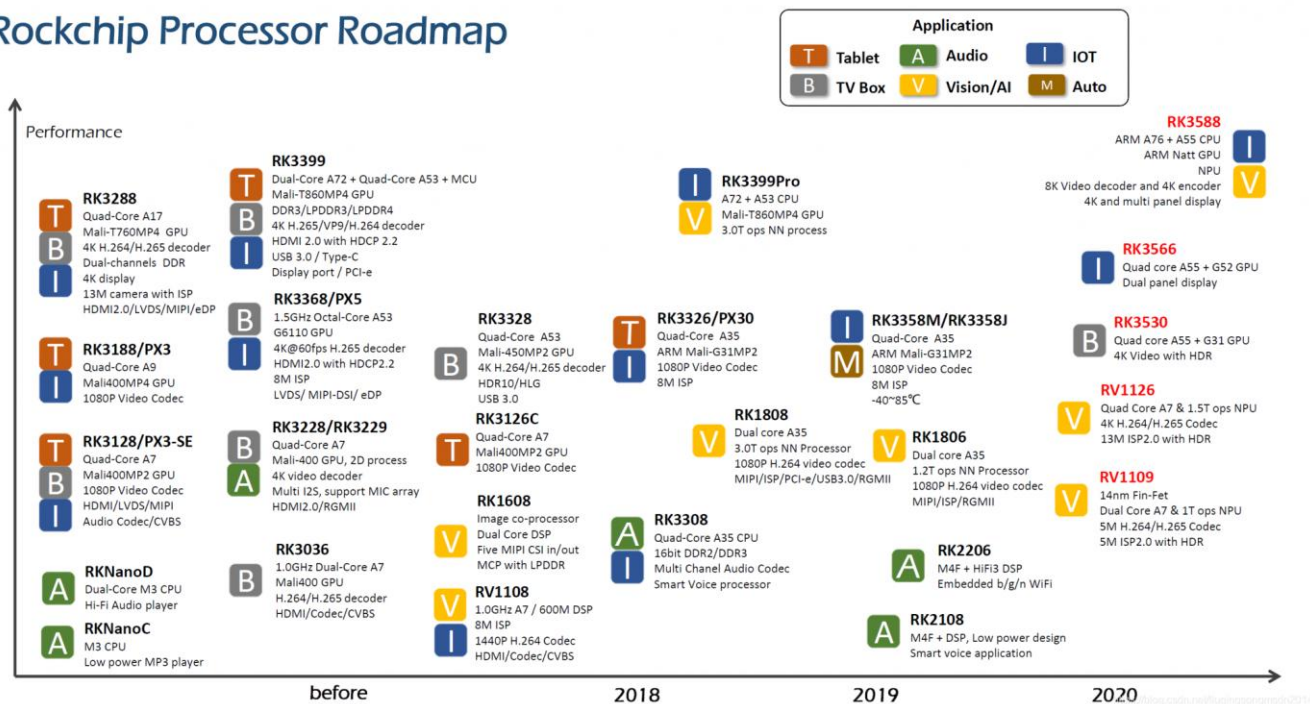 Rockchip Processor Roadmap
Application
T Tablet
A Audio
I IOT
B TV Box
V Vision/AI
M Auto
Performance
RK3288
T
B
I
Quad-Core A17
Mali-T760MP4 GPU
4K H.264/H.265 decoder
Dual-channels DDR
4K display
13M camera with ISP
HDMI2.0/LVDS/MIPI/eDP
RK3188/PX3
T
I
Quad-Core A9
Mali400MP4 GPU
1080P Video Codec
RK3128/PX3-SE
T
B
I
Quad-Core A7
Mali400MP2 GPU
1080P Video Codec
HDMI/LVDS/MIPI
Audio Codec/CVBS
RKNanoD
A
Dual-Core M3 CPU
Hi-Fi Audio player
RKNanoC
A
M3 CPU
Low power MP3 player
RK3399
T
B
I
Dual-Core A72 + Quad-Core A53 + MCU
Mali-T860MP4 GPU
DDR3/LPDDR3/LPDDR4
4K H.265/VP9/H.264 decoder
HDMI 2.0 with HDCP 2.2
USB 3.0 / Type-C
Display port / PCI-e
RK3368/PX5
B
I
1.5GHz Octal-Core A53
G6110 GPU
4K@60fps H.265 decoder
HDMI2.0 with HDCP2.2
8M ISP
LVDS/ MIPI-DSI/ eDP
RK3228/RK3229
B
A
Quad-Core A7
Mali-400 GPU, 2D process
4K video decoder
Multi I2S, support MIC array
HDMI2.0/RGMII
RK3036
B
1.0GHz Dual-Core A7
Mali400 GPU
H.264/H.265 decoder
HDMI/Codec/CVBS
RK3328
B
Quad-Core A53
Mali-450MP2 GPU
4K H.264/H.265 decoder
HDR10/HLG
USB 3.0
RK3126C
T
Quad-Core A7
Mali400MP2 GPU
1080P Video Codec
RK1608
V
Image co-processor
Dual Core DSP
Five MIPI CSI in/out
MCP with LPDDR
RV1108
V
I
1.0GHz A7 / 600M DSP
8M ISP
1440P H.264 Codec
HDMI/Codec/CVBS
RK3399Pro
I
V
A72 + A53 CPU
Mali-T860MP4 GPU
3.0T ops NN process
RK3326/PX30
T
I
Quad-Core A35
ARM Mali-G31MP2
1080P Video Codec
8M ISP
RK1808
V
Dual core A35
3.0T ops NN Processor
1080P H.264 video codec
MIPI/ISP/PCI-e/USB3.0/RGMII
RK3308
A
I
Quad-Core A35 CPU
16bit DDR2/DDR3
Multi Chanel Audio Codec
Smart Voice processor
RK3358M/RK3358J
I
M
Quad-Core A35
ARM Mali-G31MP2
1080P Video Codec
8M ISP
-40~85℃
RK1806
V
Dual core A35
1.2T ops NN Processor
1080P H.264 video codec
MIPI/ISP/RGMII
RK2206
A
M4F + HiFi3 DSP
Embedded b/g/n WiFi
RK2108
A
M4F + DSP, Low power design
Smart voice application
RK3588
I
V
ARM A76 + A55 CPU
ARM Natt GPU
NPU
8K Video decoder and 4K encoder
4K and multi panel display
RK3566
I
Quad core A55 + G52 GPU
Dual panel display
RK3530
B
Quad core A55 + G31 GPU
4K Video with HDR
RV1126
V
Quad Core A7 & 1.5T ops NPU
4K H.264/H.265 Codec
13M ISP2.0 with HDR
RV1109
V
14nm Fin-Fet
Dual Core A7 & 1T ops NPU
5M H.264/H.265 Codec
5M ISP2.0 with HDR
before
2018
2019
2020